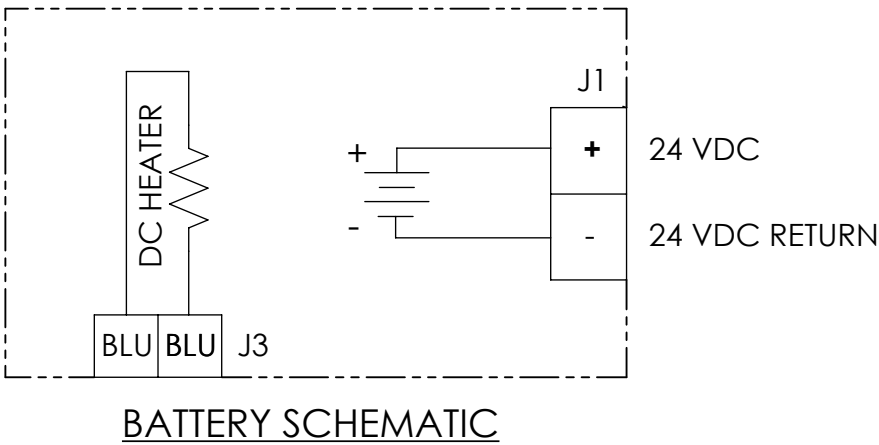 J1
DC HEATER
+
+
24 VDC
-
-
24 VDC RETURN
BLU BLU J3
BATTERY SCHEMATIC